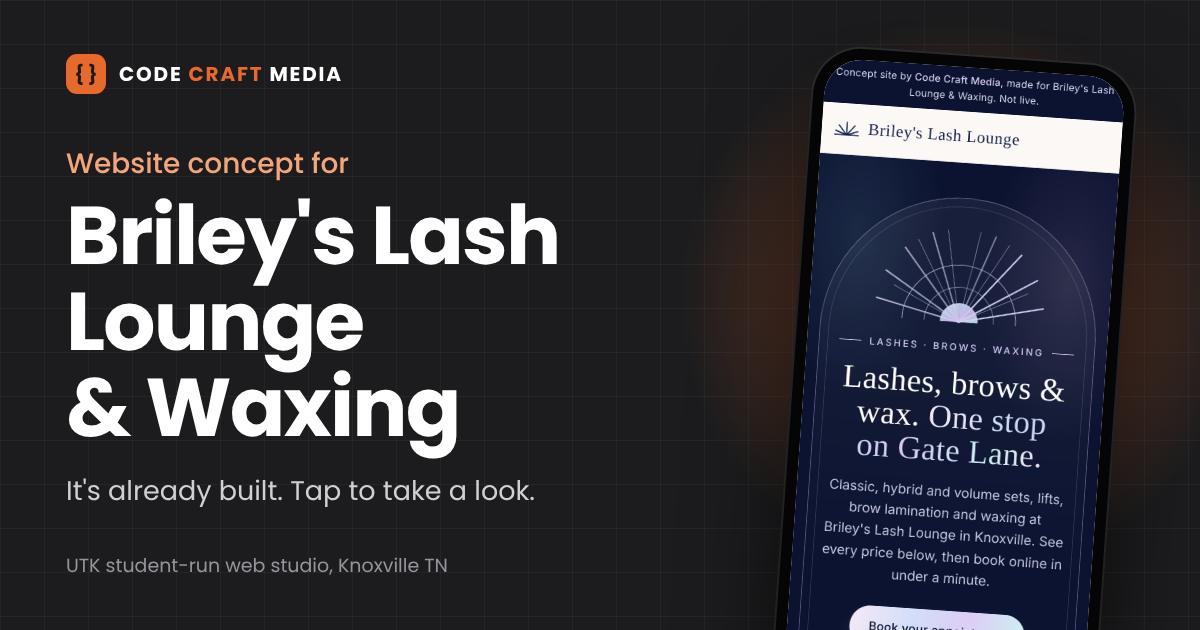 { } CODE CRAFT MEDIA
Website concept for
Briley's Lash
Lounge
& Waxing
It's already built. Tap to take a look.
UTK student-run web studio, Knoxville TN
Concept site by Code Craft Media, made for Briley's Lash
Lounge & Waxing. Not live.
Briley's Lash Lounge
LASHES · BROWS · WAXING
Lashes, brows &
wax. One stop
on Gate Lane.
Classic, hybrid and volume sets, lifts,
brow lamination and waxing at
Briley's Lash Lounge in Knoxville. See
every price below, then book online in
under a minute.
Book your